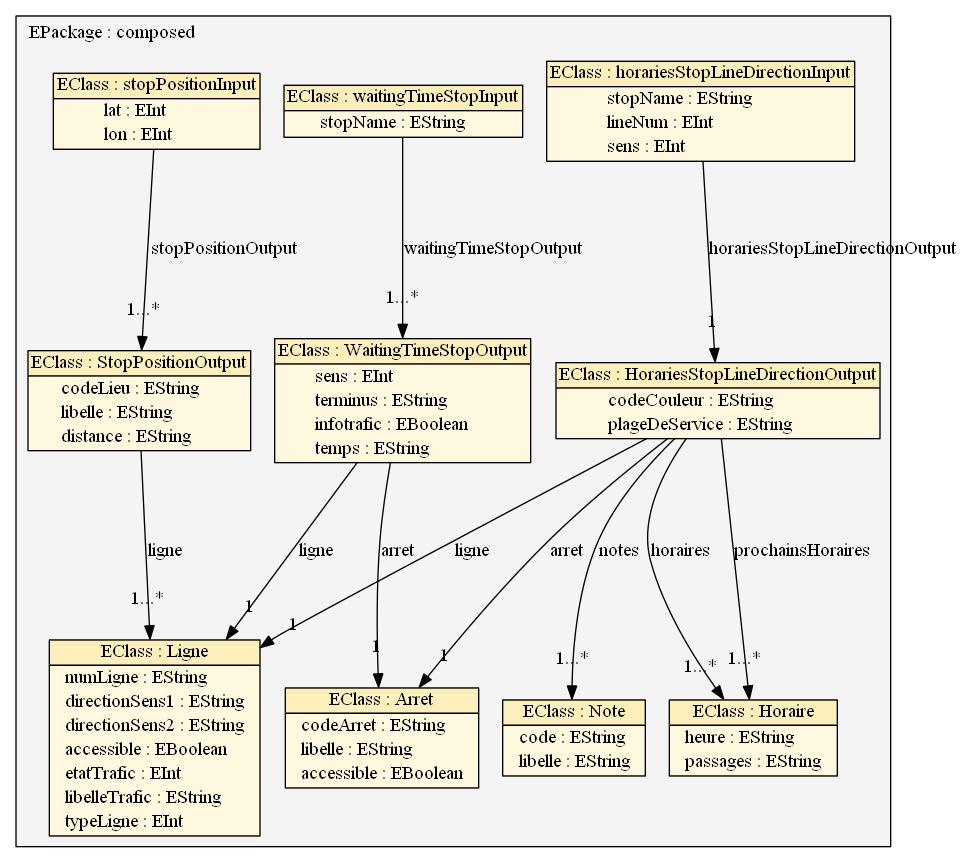 EPackage : composed
EClass : stopPositionInput
lat : EInt
lon : EInt
EClass : waitingTimeStopInput
stopName : EString
EClass : horariesStopLineDirectionInput
stopName : EString
lineNum : EInt
sens : EInt
stopPositionOutput
waitingTimeStopOutput
horariesStopLineDirectionOutput
1...*
1...*
1
EClass : StopPositionOutput
codeLieu : EString
libelle : EString
distance : EString
EClass : WaitingTimeStopOutput
sens : EInt
terminus : EString
infotrafic : EBoolean
temps : EString
EClass : HorariesStopLineDirectionOutput
codeCouleur : EString
plageDeService : EString
ligne
ligne
arret
ligne
arret
notes
horaires
prochainsHoraires
1...*
1
1
1
1
1...*
1...*
1...*
EClass : Ligne
numLigne : EString
directionSens1 : EString
directionSens2 : EString
accessible : EBoolean
etatTrafic : EInt
libelleTrafic : EString
typeLigne : EInt
EClass : Arret
codeArret : EString
libelle : EString
accessible : EBoolean
EClass : Note
code : EString
libelle : EString
EClass : Horaire
heure : EString
passages : EString